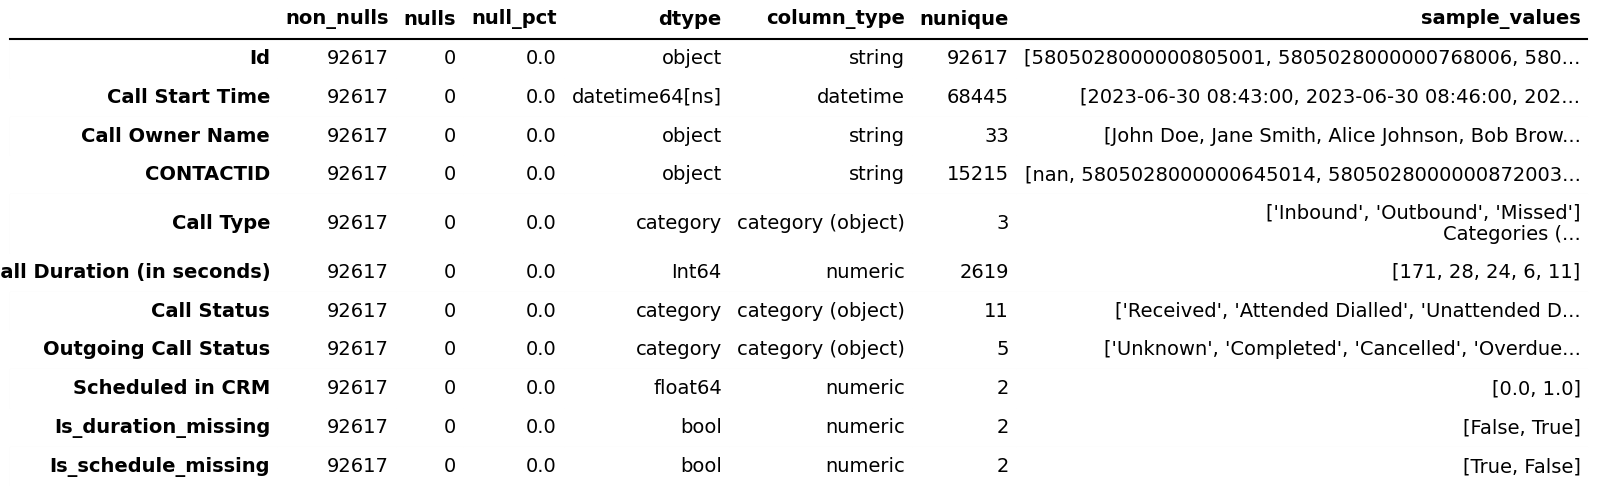 non_nulls nulls null_pct dtype column_type nunique sample_values
Id 92617 0 0.0 object string 92617 [5805028000000805001, 5805028000000768006, 580...
Call Start Time 92617 0 0.0 datetime64[ns] datetime 68445 [2023-06-30 08:43:00, 2023-06-30 08:46:00, 202...
Call Owner Name 92617 0 0.0 object string 33 [John Doe, Jane Smith, Alice Johnson, Bob Brow...
CONTACTID 92617 0 0.0 object string 15215 [nan, 5805028000000645014, 5805028000000872003...
Call Type 92617 0 0.0 category category (object) 3 ['Inbound', 'Outbound', 'Missed']
Categories (...
all Duration (in seconds) 92617 0 0.0 Int64 numeric 2619 [171, 28, 24, 6, 11]
Call Status 92617 0 0.0 category category (object) 11 ['Received', 'Attended Dialled', 'Unattended D...
Outgoing Call Status 92617 0 0.0 category category (object) 5 ['Unknown', 'Completed', 'Cancelled', 'Overdue...
Scheduled in CRM 92617 0 0.0 float64 numeric 2 [0.0, 1.0]
Is_duration_missing 92617 0 0.0 bool numeric 2 [False, True]
Is_schedule_missing 92617 0 0.0 bool numeric 2 [True, False]